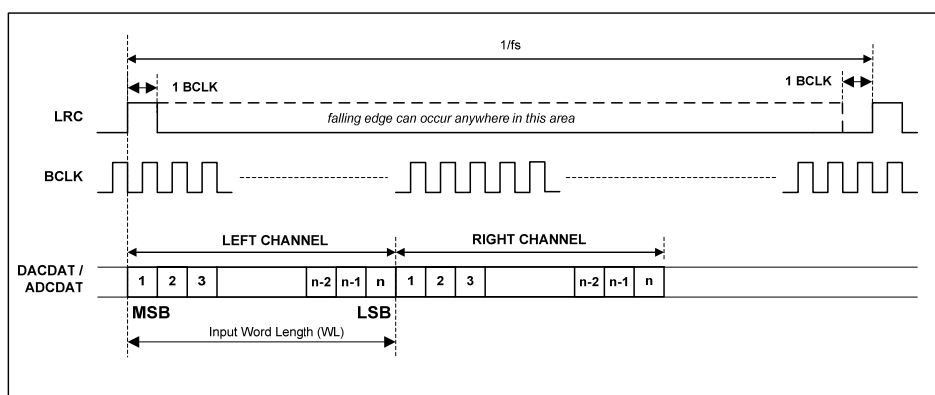 1/fs
1 BCLK
1 BCLK
LRC
falling edge can occur anywhere in this area
BCLK
LEFT CHANNEL
RIGHT CHANNEL
DACDAT /
ADCDAT
1 2 3 n-2 n-1 n 1 2 3 n-2 n-1 n
MSB LSB
Input Word Length (WL)